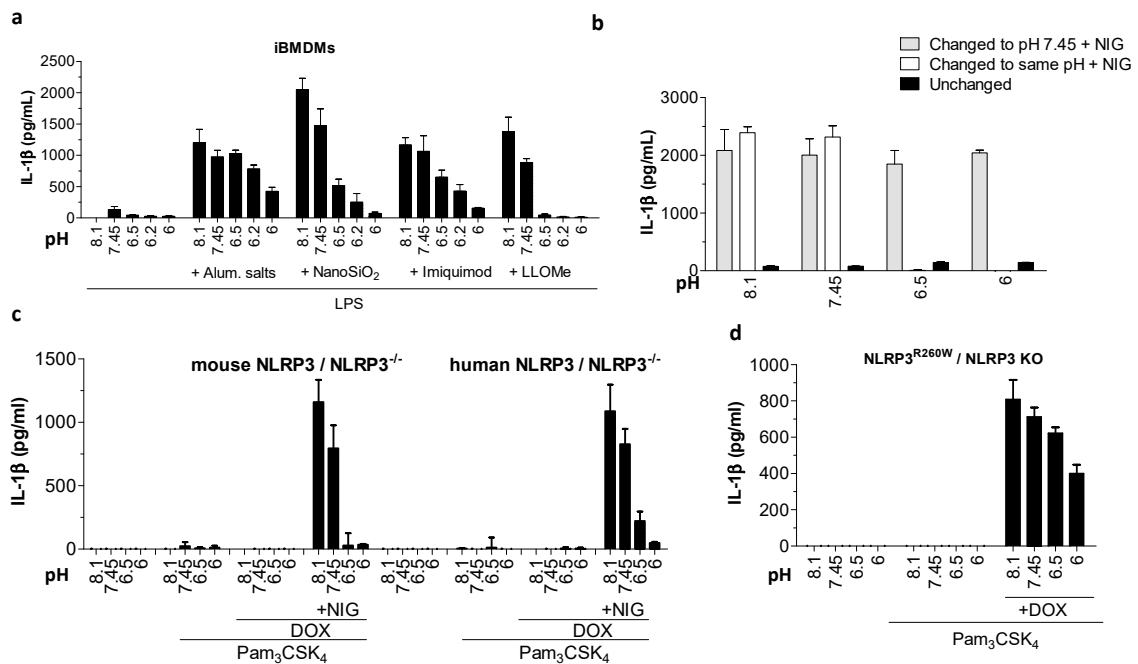 a
iBMDMs
IL-1β (pg/mL)
2500
2000
1500
1000
500
0
pH
8.1 7.45 6.5 6.2 6 8.1 7.45 6.5 6.2 6 8.1 7.45 6.5 6.2 6 8.1 7.45 6.5 6.2 6 8.1 7.45 6.5 6.2 6
+ Alum. salts + NanoSiO2 + Imiquimod + LLOMe
LPS
b
Changed to pH 7.45 + NIG
Changed to same pH + NIG
Unchanged
IL-1β (pg/mL)
3000
2000
1000
0
pH
8.1 7.45 6.5 6
c
mouse NLRP3 / NLRP3-/- human NLRP3 / NLRP3-/-
IL-1β (pg/ml)
1500
1000
500
0
pH
8.1 7.45 6.5 6 8.1 7.45 6.5 6 8.1 7.45 6.5 6 8.1 7.45 6.5 6 8.1 7.45 6.5 6 8.1 7.45 6.5 6 8.1 7.45 6.5 6 8.1 7.45 6.5 6
+NIG +NIG
DOX DOX
Pam3CSK4 Pam3CSK4
d
NLRP3R260W / NLRP3 KO
IL-1β (pg/ml)
1000
800
600
400
200
0
pH
8.1 7.45 6.5 6 8.1 7.45 6.5 6 8.1 7.45 6.5 6
+DOX
Pam3CSK4